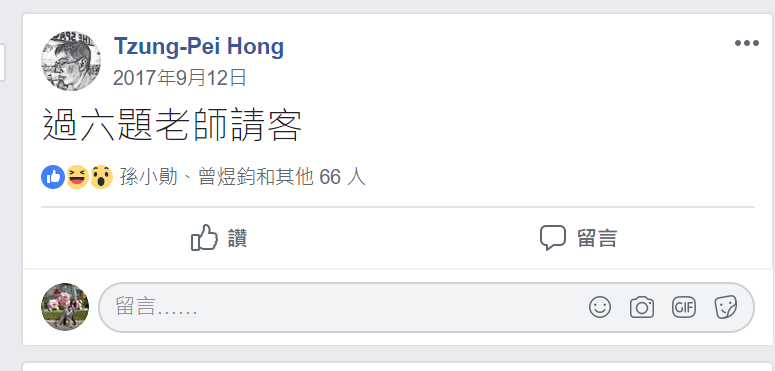 Tzung-Pei Hong
2017年9月12日
過六題老師請客
孫小勛、曾煜鈞和其他 66 人
讚
留言
留言......
GIF